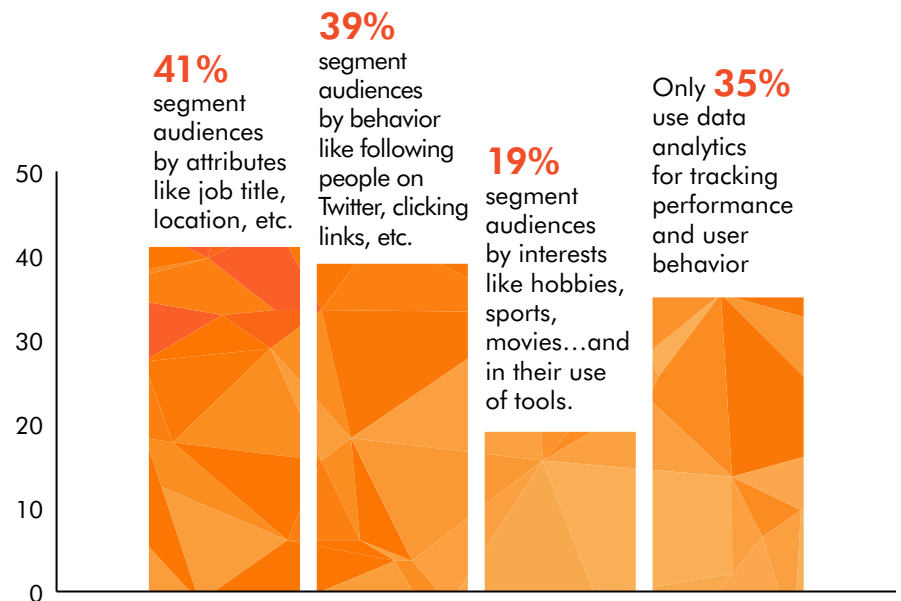 41%
segment
audiences
by attributes
like job title,
location, etc.
39%
segment
audiences
by behavior
like following
people on
Twitter, clicking
links, etc.
19%
segment
audiences
by interests
like hobbies,
sports,
movies…and
in their use
of tools.
Only 35%
use data
analytics
for tracking
performance
and user
behavior
50
40
30
20
10
0